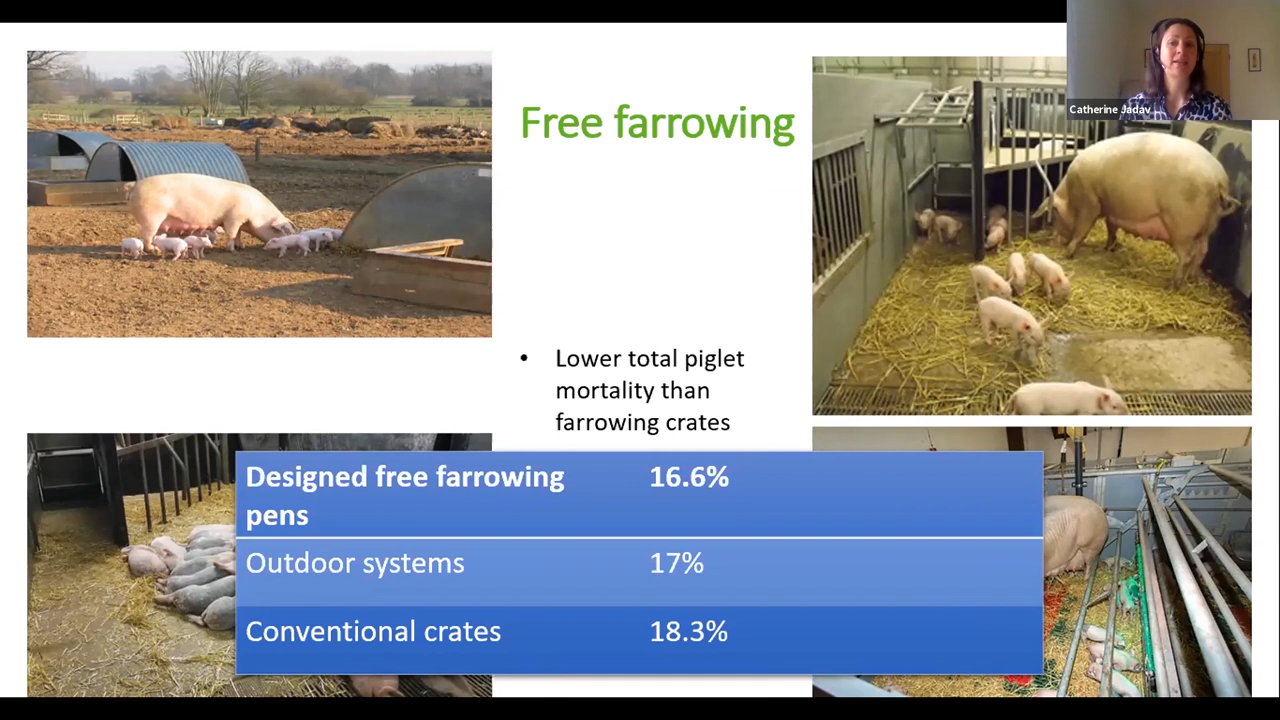 Catherine Jadav
Free farrowing
• Lower total piglet
mortality than
farrowing crates
Designed free farrowing 16.6%
pens
Outdoor systems 17%
Conventional crates 18.3%